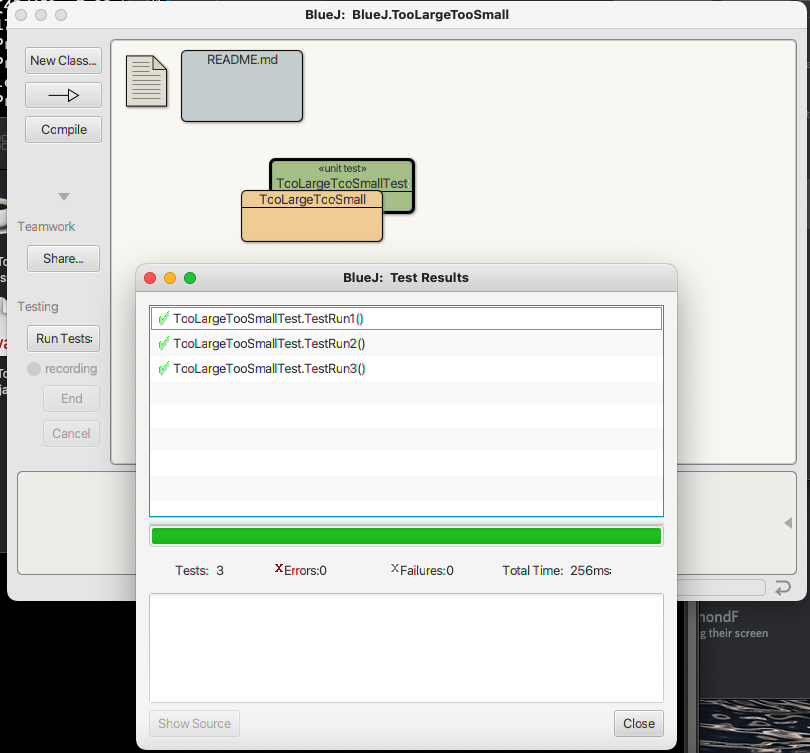 BlueJ: BlueJ.TooLargeTooSmall
New Class...
README.md
Compile
«unit test»
TooLargeTooSmallTest
TooLargeTooSmall
Teamwork
Share...
BlueJ: Test Results
Testing
TooLargeTooSmallTest.TestRun1()
Run Tests
TooLargeTooSmallTest.TestRun2()
recording
TooLargeTooSmallTest.TestRun3()
End
Cancel
Tests: 3
Errors:0
Failures:0
Total Time: 256ms
nondF
g their screen
Show Source
Close